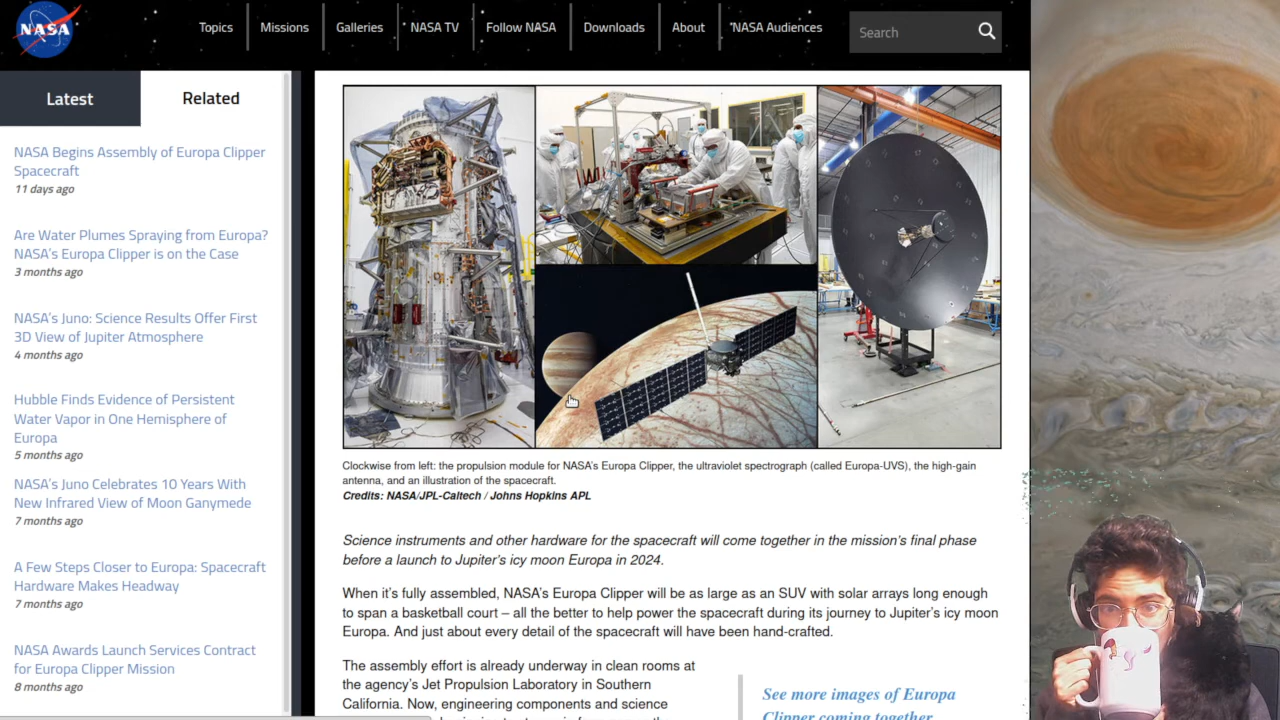 NASA
Topics
Missions
Galleries
NASA TV
Follow NASA
Downloads
About
NASA Audiences
Search
Latest
Related
NASA Begins Assembly of Europa Clipper
Spacecraft
11 days ago
Are Water Plumes Spraying from Europa?
NASA's Europa Clipper is on the Case
3 months ago
NASA's Juno: Science Results Offer First
3D View of Jupiter Atmosphere
4 months ago
Hubble Finds Evidence of Persistent
Water Vapor in One Hemisphere of
Europa
5 months ago
NASA's Juno Celebrates 10 Years With
New Infrared View of Moon Ganymede
7 months ago
A Few Steps Closer to Europa: Spacecraft
Hardware Makes Headway
7 months ago
NASA Awards Launch Services Contract
for Europa Clipper Mission
8 months ago
Clockwise from left: the propulsion module for NASA's Europa Clipper, the ultraviolet spectrograph (called Europa-UVS), the high-gain
antenna, and an illustration of the spacecraft.
Credits: NASA/JPL-Caltech / Johns Hopkins APL
Science instruments and other hardware for the spacecraft will come together in the mission's final phase
before a launch to Jupiter's icy moon Europa in 2024.
When it's fully assembled, NASA's Europa Clipper will be as large as an SUV with solar arrays long enough
to span a basketball court – all the better to help power the spacecraft during its journey to Jupiter's icy moon
Europa. And just about every detail of the spacecraft will have been hand-crafted.
The assembly effort is already underway in clean rooms at
the agency's Jet Propulsion Laboratory in Southern
California. Now, engineering components and science
See more images of Europa
Clipper coming together